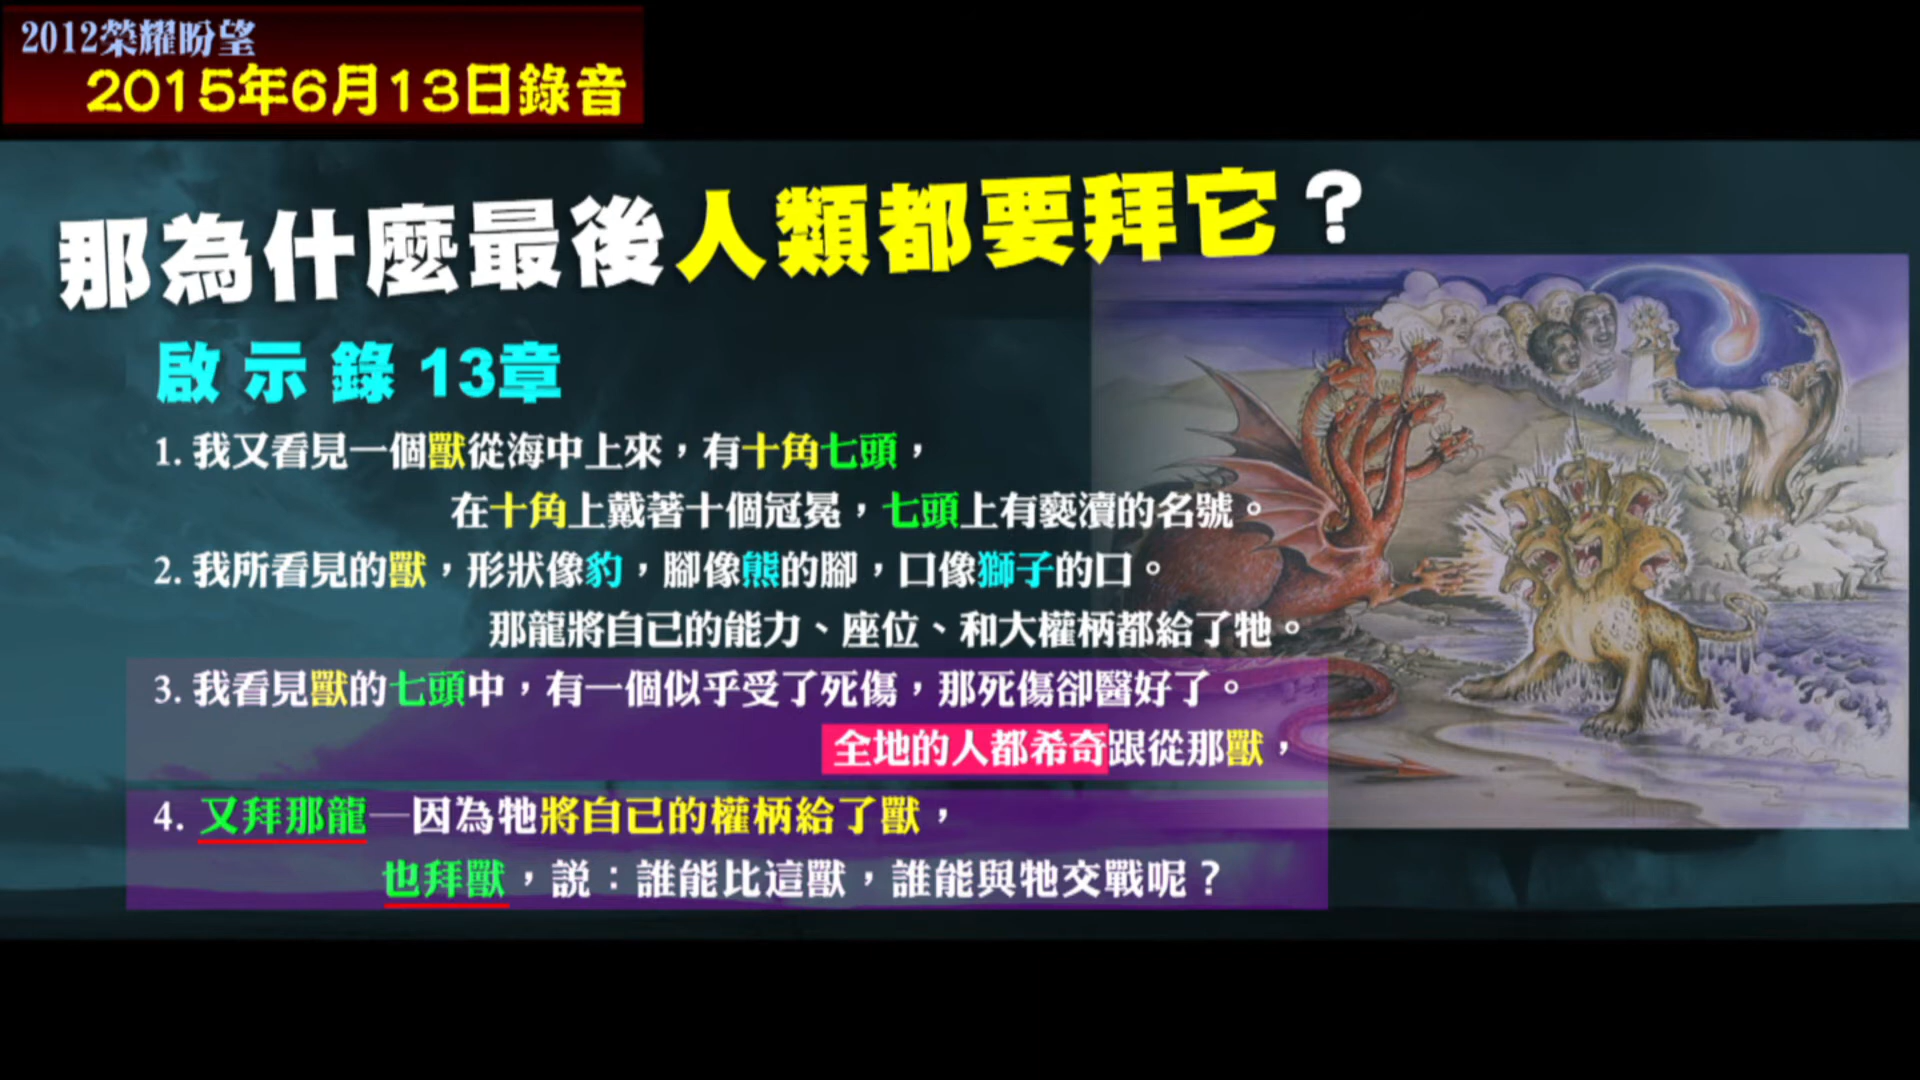 2012榮耀盼望
2015年6月13日錄音
那為什麼最後人類都要拜它？
啟示錄 13章
1. 我又看見一個獸從海中上來，有十角七頭，
在十角上戴著十個冠冕，七頭上有褻瀆的名號。
2. 我所看見的獸，形狀像豹，腳像熊的腳，口像獅子的口。
那龍將自己的能力、座位、和大權柄都給了牠。
3. 我看見獸的七頭中，有一個似乎受了死傷，那死傷卻醫好了。
全地的人都希奇跟從那獸，
4. 又拜那龍─因為牠將自己的權柄給了獸，
也拜獸，説：誰能比這獸，誰能與牠交戰呢？